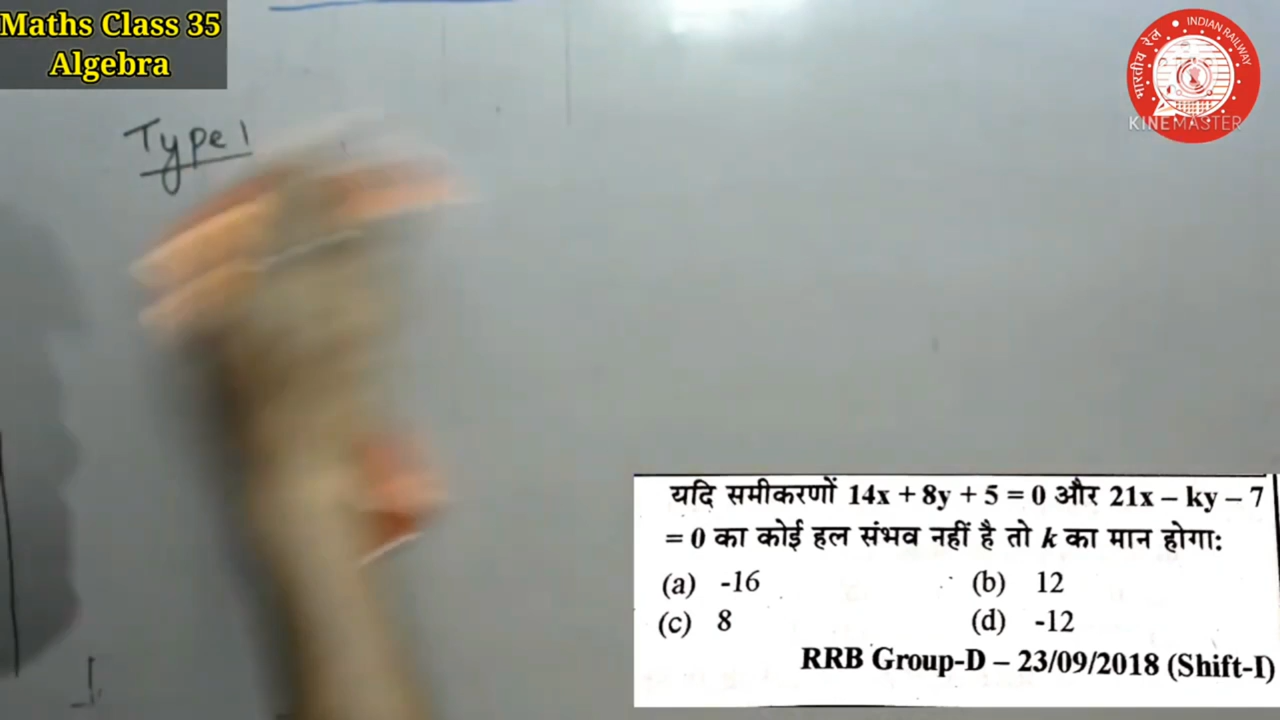 Maths Class 35
Algebra
भारतीय रेल
INDIAN RAILWAY
KINEMASTER
Type 1
यदि समीकरणों 14x + 8y + 5 = 0 और 21x – ky – 7
= 0 का कोई हल संभव नहीं है तो k का मान होगा:
(a) -16 (b) 12
(c) 8 (d) -12
RRB Group-D – 23/09/2018 (Shift-I)